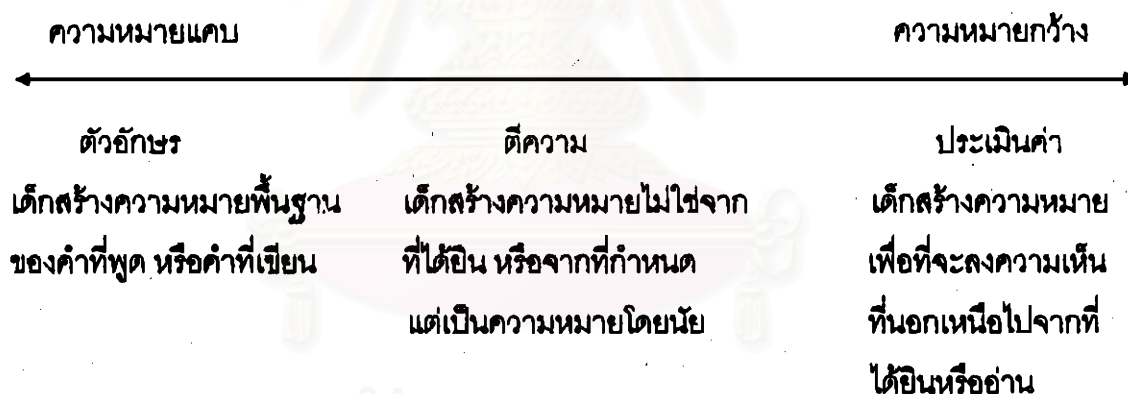 ความหมายแคบ ความหมายกว้าง
ตัวอักษร ตีความ ประเมินค่า
เด็กสร้างความหมายพื้นฐาน เด็กสร้างความหมายไม่ใช่จาก เด็กสร้างความหมาย
ของคำที่พูด หรือคำที่เขียน ที่ได้ยิน หรือจากที่กำหนด เพื่อที่จะลงความเห็น
แต่เป็นความหมายโดยนัย ที่นอกเหนือไปจากที่
ได้ยินหรืออ่าน